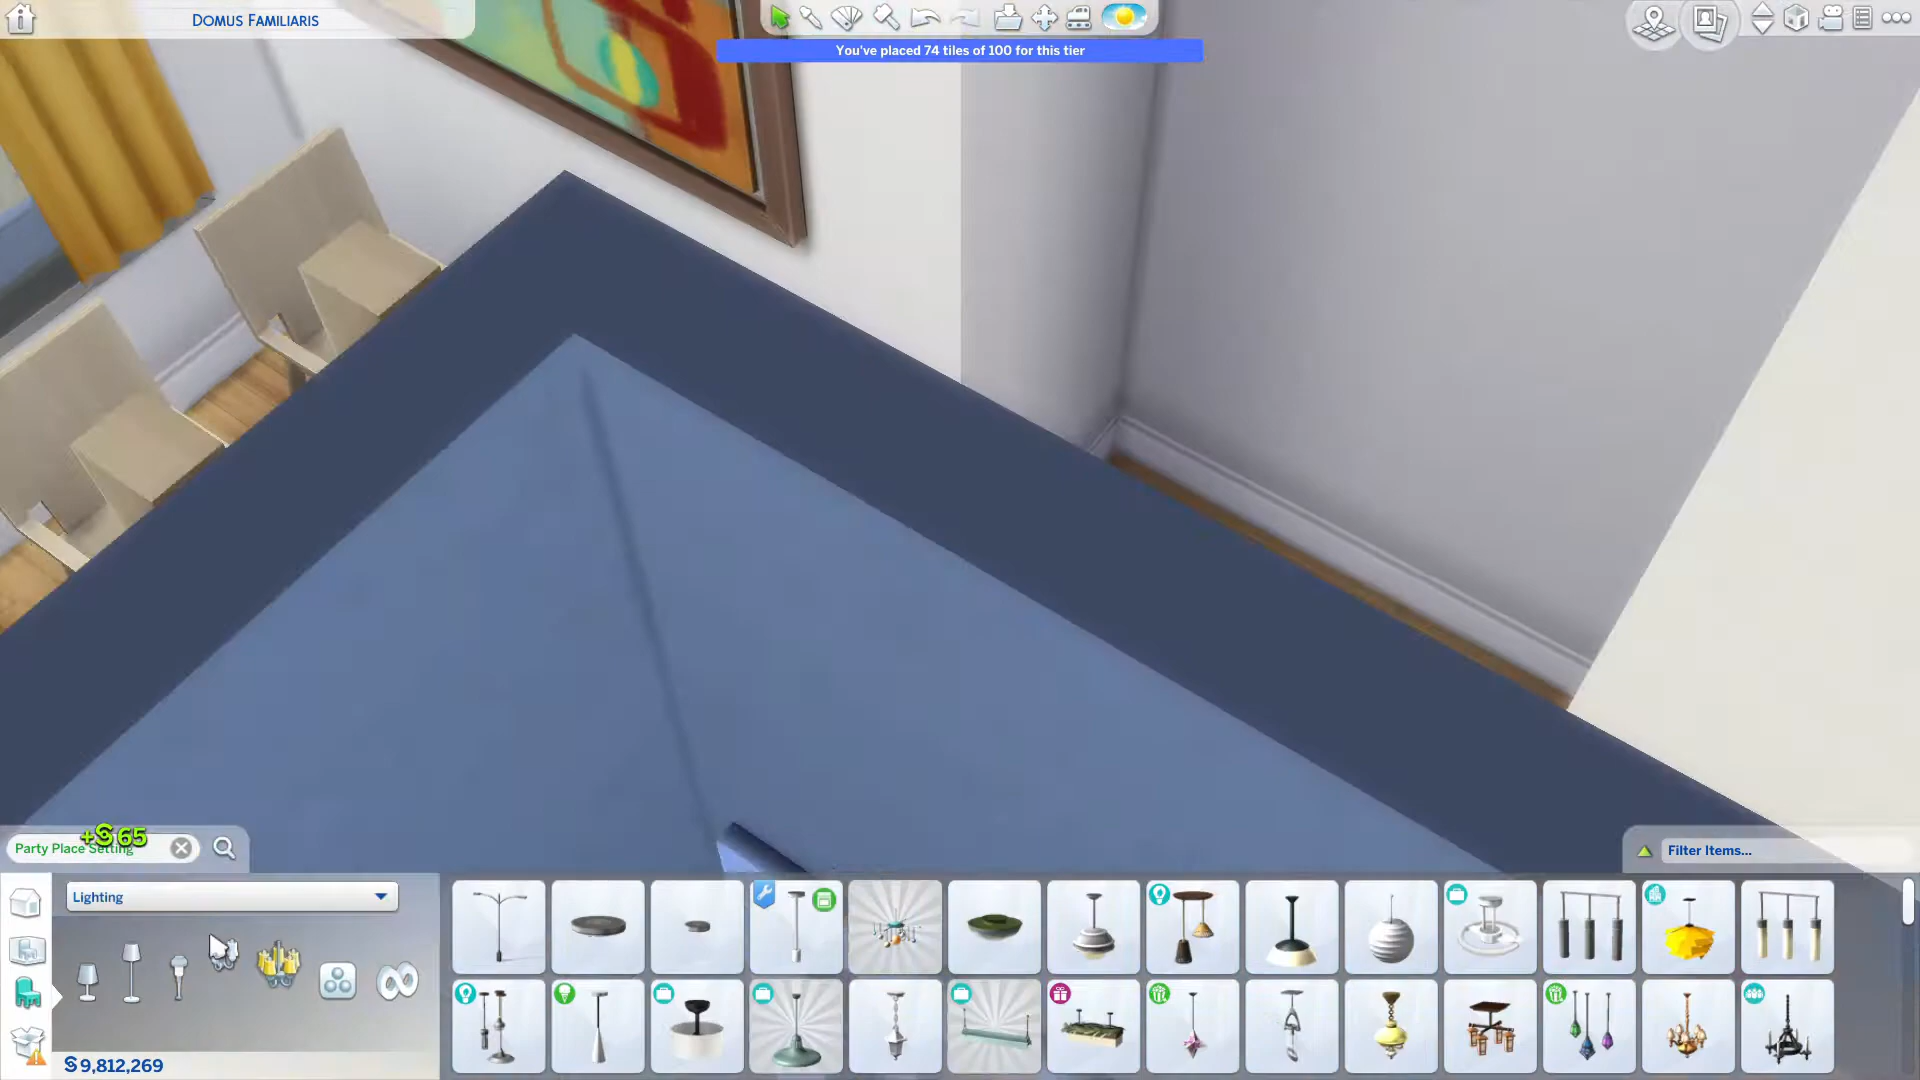 Domus Familiaris
You've placed 74 tiles of 100 for this tier
+§65
Party Place Setting
Filter Items...
Lighting
§9,812,269